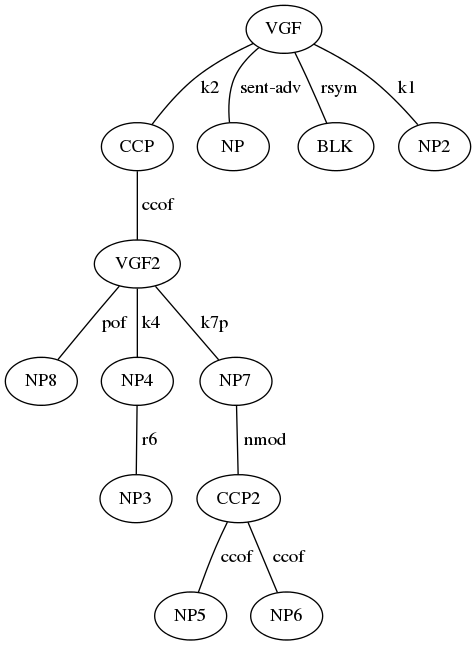 VGF
k2 sent-adv rsym k1
CCP NP BLK NP2
ccof
VGF2
pof k4 k7p
NP8 NP4 NP7
r6 nmod
NP3 CCP2
ccof ccof
NP5 NP6